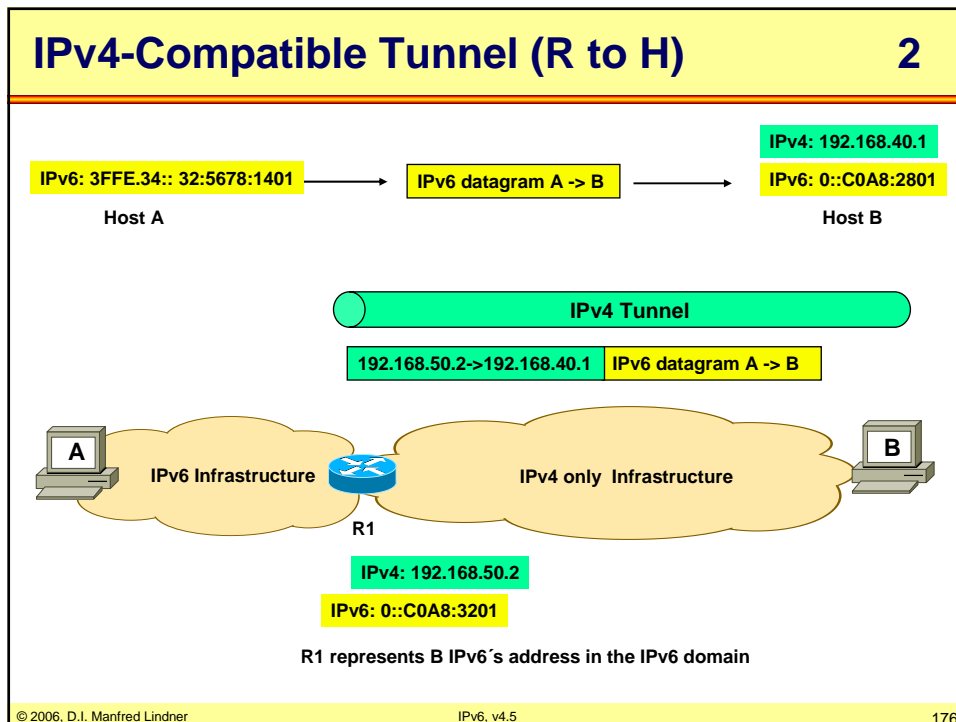 IPv4-Compatible Tunnel (R to H) 2
IPv4: 192.168.40.1
IPv6: 3FFE.34:: 32:5678:1401
IPv6 datagram A -> B
IPv6: 0::C0A8:2801
Host A
Host B
IPv4 Tunnel
192.168.50.2->192.168.40.1
IPv6 datagram A -> B
A
B
IPv6 Infrastructure
IPv4 only Infrastructure
R1
IPv4: 192.168.50.2
IPv6: 0::C0A8:3201
R1 represents B IPv6´s address in the IPv6 domain
© 2006, D.I. Manfred Lindner
IPv6, v4.5
176